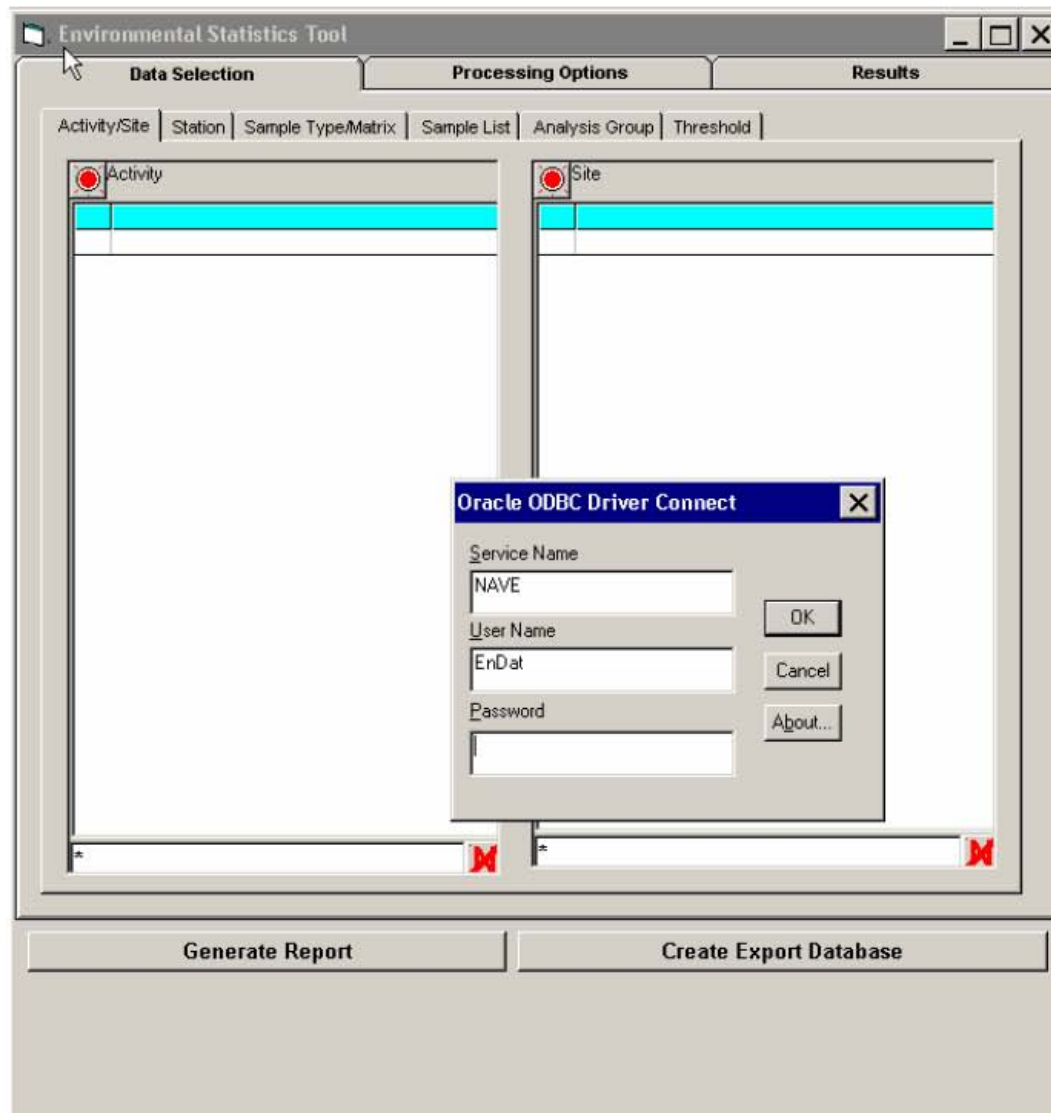 Environmental Statistics Tool
Data Selection
Processing Options
Results
Activity/Site
Station
Sample Type/Matrix
Sample List
Analysis Group
Threshold
Activity
Site
Oracle ODBC Driver Connect
Service Name
NAVE
OK
User Name
EnDat
Cancel
Password
About...
*
*
Generate Report
Create Export Database